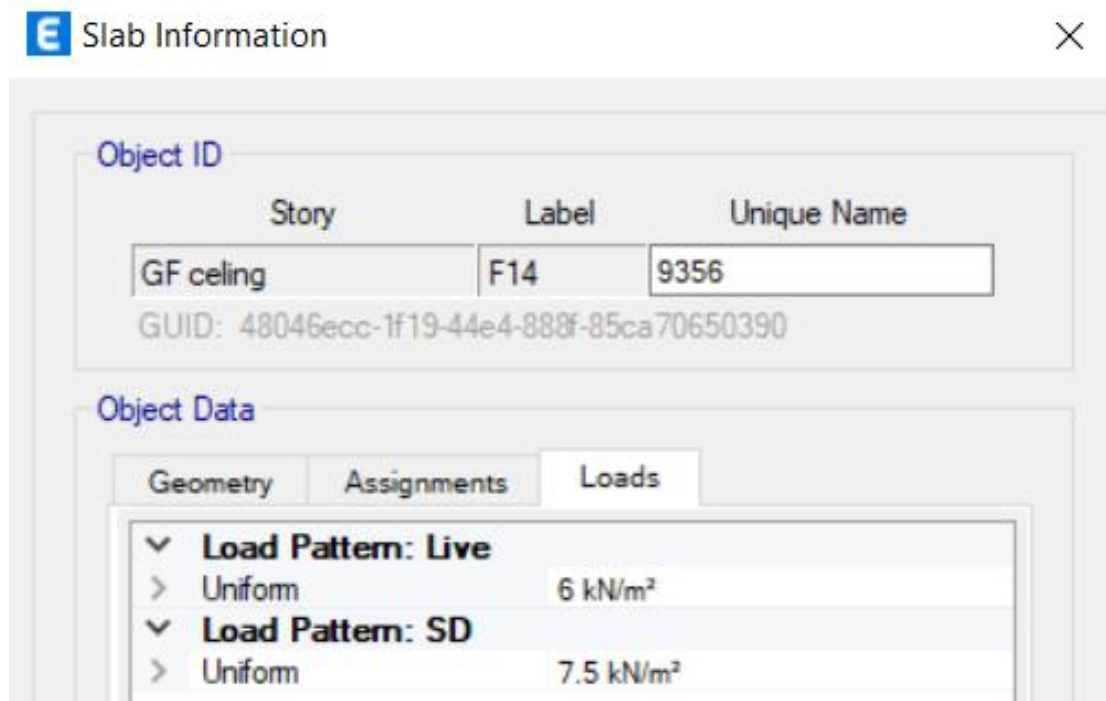 Slab Information
Object ID
Story Label Unique Name
GF celing F14 9356
GUID: 48046ecc-1f19-44e4-888f-85ca70650390
Object Data
Geometry Assignments Loads
Load Pattern: Live
Uniform 6 kN/m²
Load Pattern: SD
Uniform 7.5 kN/m²